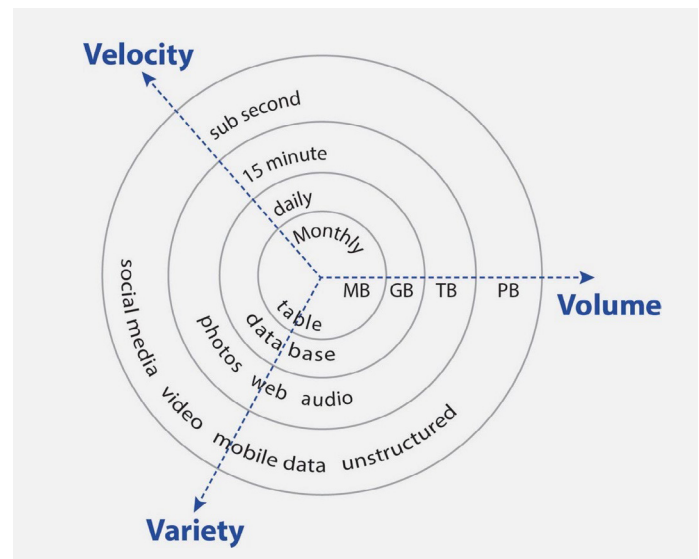 Velocity
sub second
15 minute
daily
Monthly
MB GB TB PB
Volume
table
data base
photos web audio
social media video mobile data unstructured
Variety